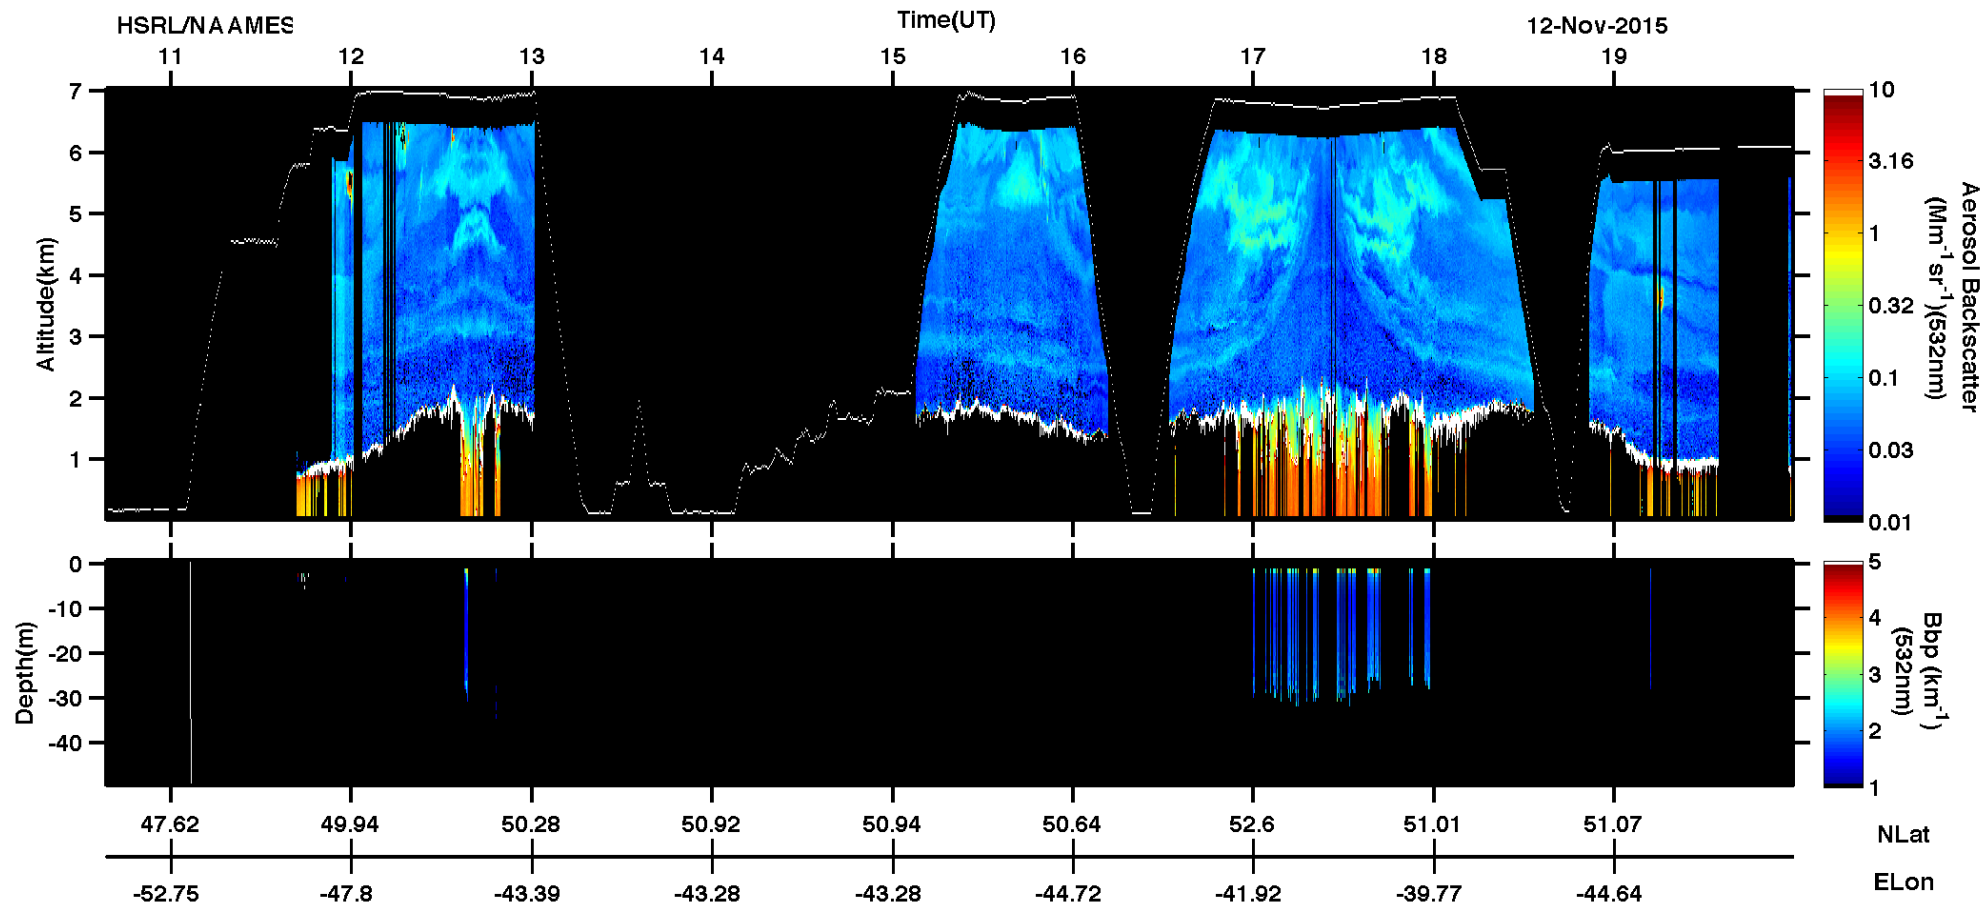 HSRL/NAAMES
Time(UT)
12-Nov-2015
11 12 13 14 15 16 17 18 19
Altitude(km)
7
6
5
4
3
2
1
10
3.16
1
0.32
0.1
0.03
0.01
Aerosol Backscatter
(Mm⁻¹sr⁻¹)(532nm)
Depth(m)
0
-10
-20
-30
-40
5
4
3
2
1
Bbp (km⁻¹)
(532nm)
47.62 49.94 50.28 50.92 50.94 50.64 52.6 51.01 51.07
NLat
-52.75 -47.8 -43.39 -43.28 -43.28 -44.72 -41.92 -39.77 -44.64
ELon